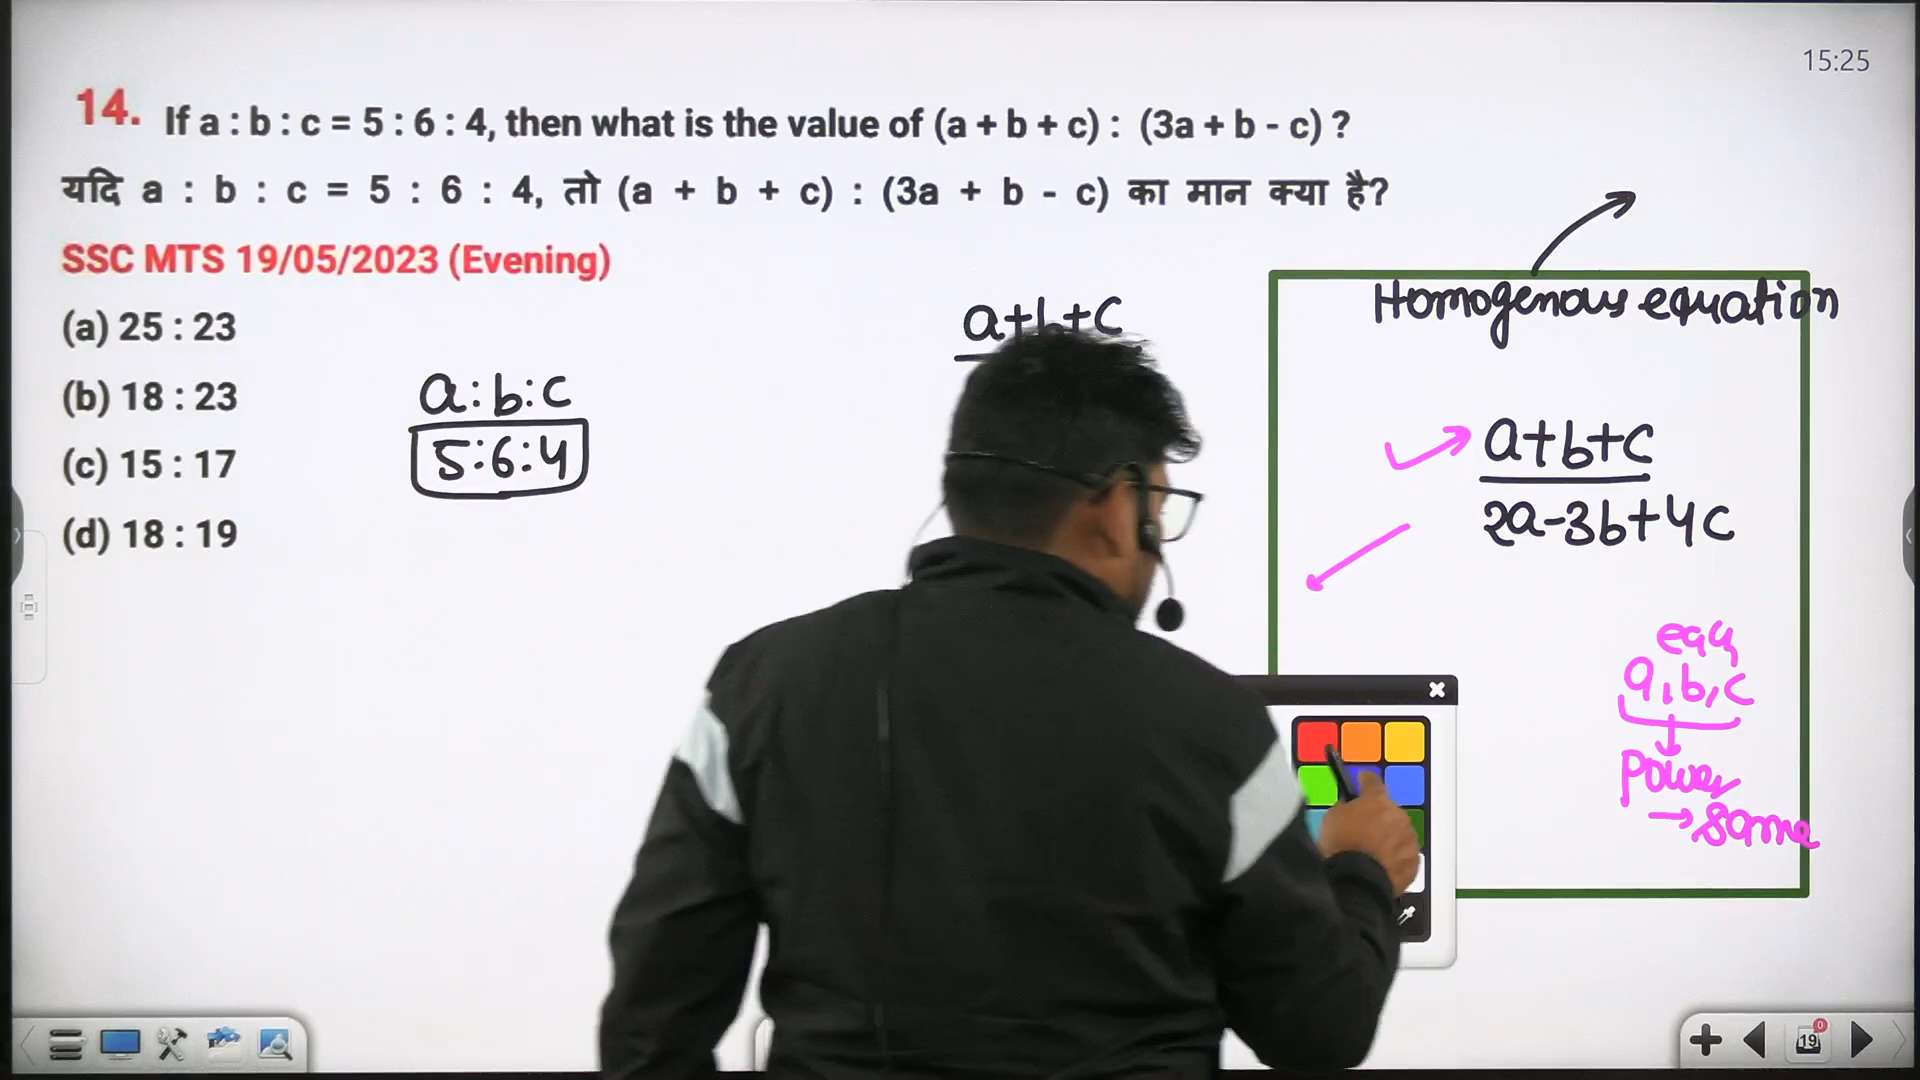 15:25
14. If a : b : c = 5 : 6 : 4, then what is the value of (a + b + c) : (3a + b - c) ?
यदि a : b : c = 5 : 6 : 4, तो (a + b + c) : (3a + b - c) का मान क्या है?
SSC MTS 19/05/2023 (Evening)
(a) 25 : 23
(b) 18 : 23
(c) 15 : 17
(d) 18 : 19
a:b:c
5:6:4
a+b+c
Homogenous equation
a+b+c
2a-3b+4c
a,b,c
power
→ same
19
0